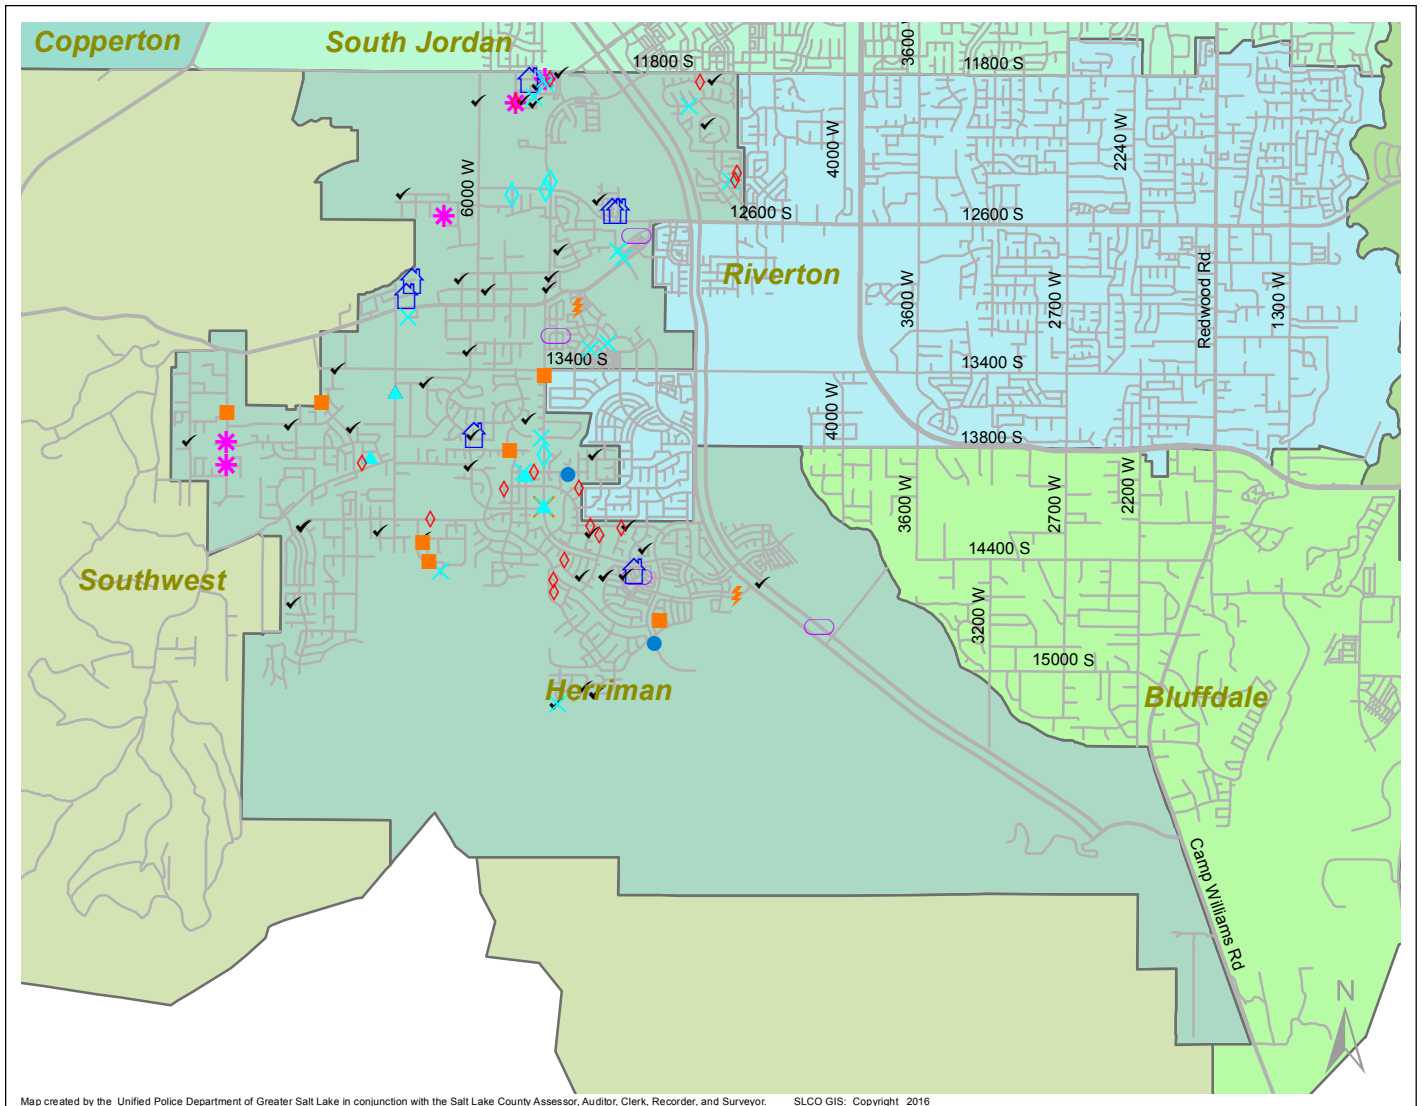 Copperton
South Jordan
11800 S
3600 W
11800 S
6000 W
4000 W
2240 W
12600 S
12600 S
Riverton
3600 W
2700 W
Redwood Rd
1300 W
13400 S
13400 S
4000 W
13800 S
3600 W
2700 W
2200 W
14400 S
Southwest
3200 W
15000 S
Herriman
Bluffdale
Camp Williams Rd
N
Map created by the Unified Police Department of Greater Salt Lake in conjunction with the Salt Lake County Assessor, Auditor, Clerk, Recorder, and Surveyor. SLCO GIS: Copyright 2016